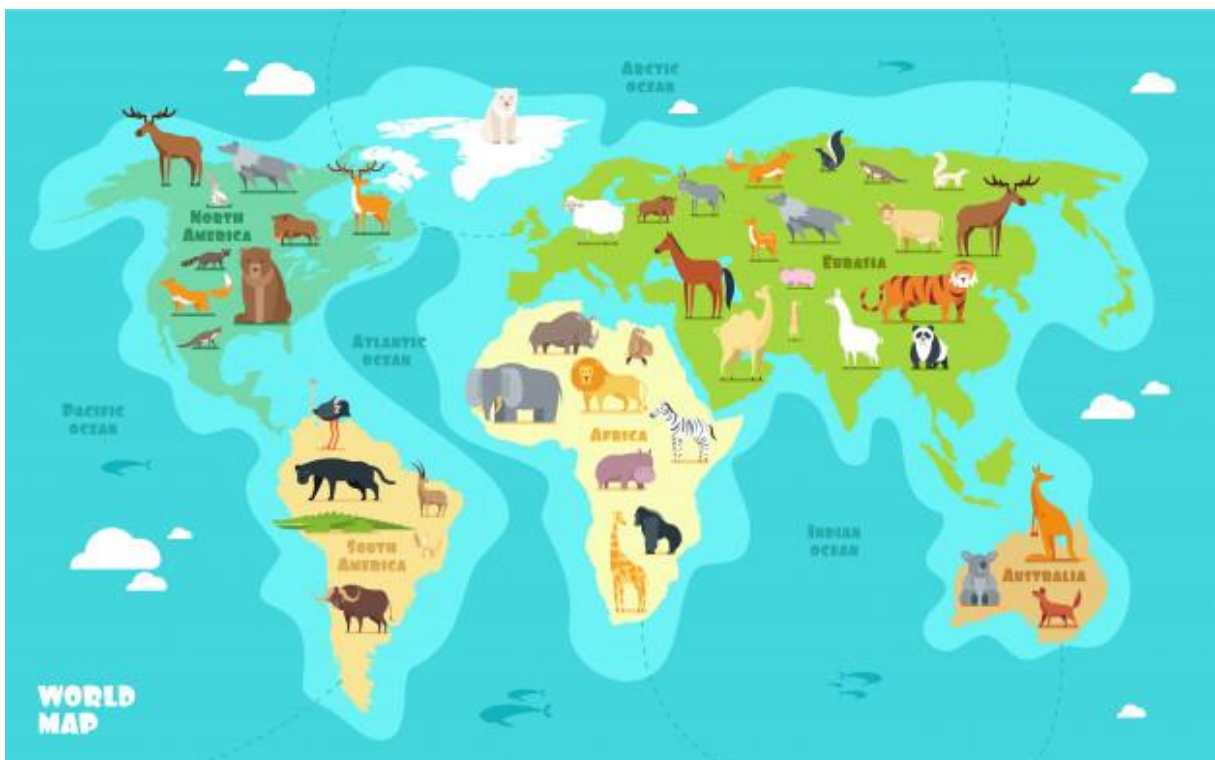 ARCTIC
OCEAN
NORTH
AMERICA
EURASIA
ATLANTIC
OCEAN
PACIFIC
OCEAN
AFRICA
INDIAN
OCEAN
SOUTH
AMERICA
AUSTRALIA
WORLD
MAP